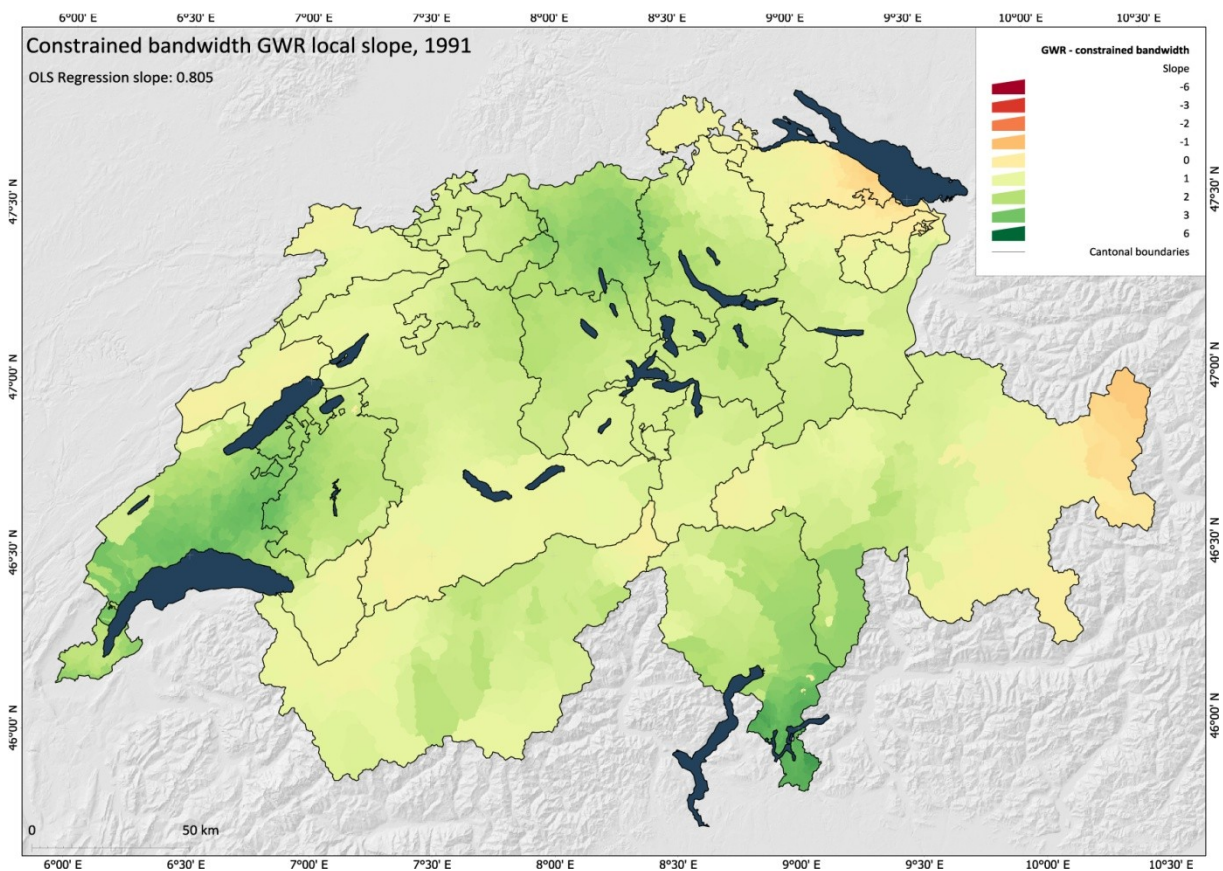 6°00' E 6°30' E 7°00' E 7°30' E 8°00' E 8°30' E 9°00' E 9°30' E 10°00' E 10°30' E
Constrained bandwidth GWR local slope, 1991
OLS Regression slope: 0.805
GWR - constrained bandwidth
Slope
-6
-3
-2
-1
0
1
2
3
6
Cantonal boundaries
47°30' N 47°30' N
47°00' N 47°00' N
46°30' N 46°30' N
46°00' N 46°00' N
0 50 km
6°00' E 6°30' E 7°00' E 7°30' E 8°00' E 8°30' E 9°00' E 9°30' E 10°00' E 10°30' E